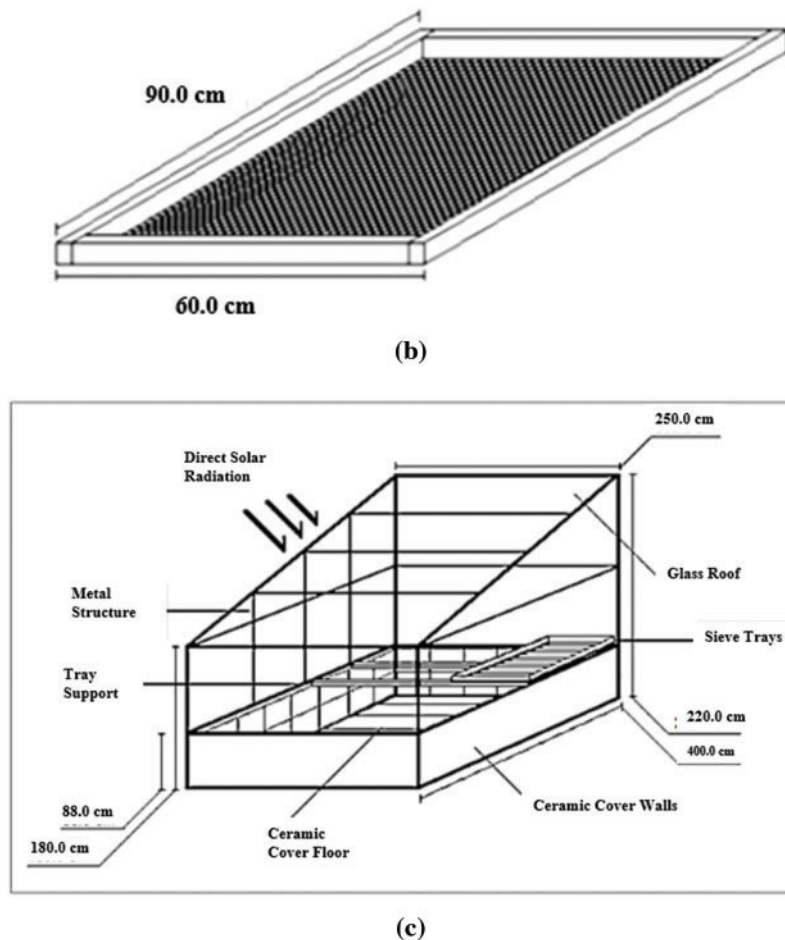 90.0 cm
60.0 cm
(b)
250.0 cm
Direct Solar
Radiation
Glass Roof
Metal
Structure
Sieve Trays
Tray
Support
220.0 cm
400.0 cm
88.0 cm
Ceramic Cover Walls
Ceramic
Cover Floor
180.0 cm
(c)